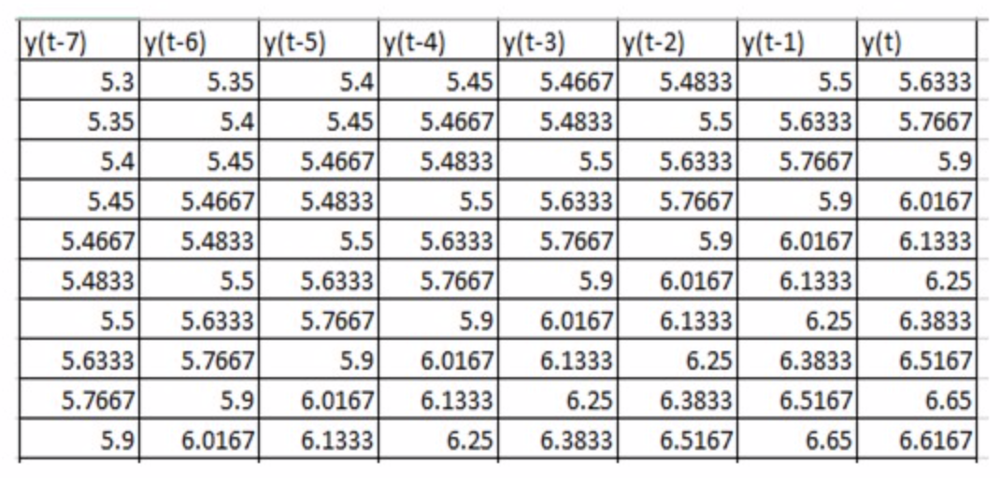 y(t-7) y(t-6) y(t-5) y(t-4) y(t-3) y(t-2) y(t-1) y(t)
5.3 5.35 5.4 5.45 5.4667 5.4833 5.5 5.6333
5.35 5.4 5.45 5.4667 5.4833 5.5 5.6333 5.7667
5.4 5.45 5.4667 5.4833 5.5 5.6333 5.7667 5.9
5.45 5.4667 5.4833 5.5 5.6333 5.7667 5.9 6.0167
5.4667 5.4833 5.5 5.6333 5.7667 5.9 6.0167 6.1333
5.4833 5.5 5.6333 5.7667 5.9 6.0167 6.1333 6.25
5.5 5.6333 5.7667 5.9 6.0167 6.1333 6.25 6.3833
5.6333 5.7667 5.9 6.0167 6.1333 6.25 6.3833 6.5167
5.7667 5.9 6.0167 6.1333 6.25 6.3833 6.5167 6.65
5.9 6.0167 6.1333 6.25 6.3833 6.5167 6.65 6.6167